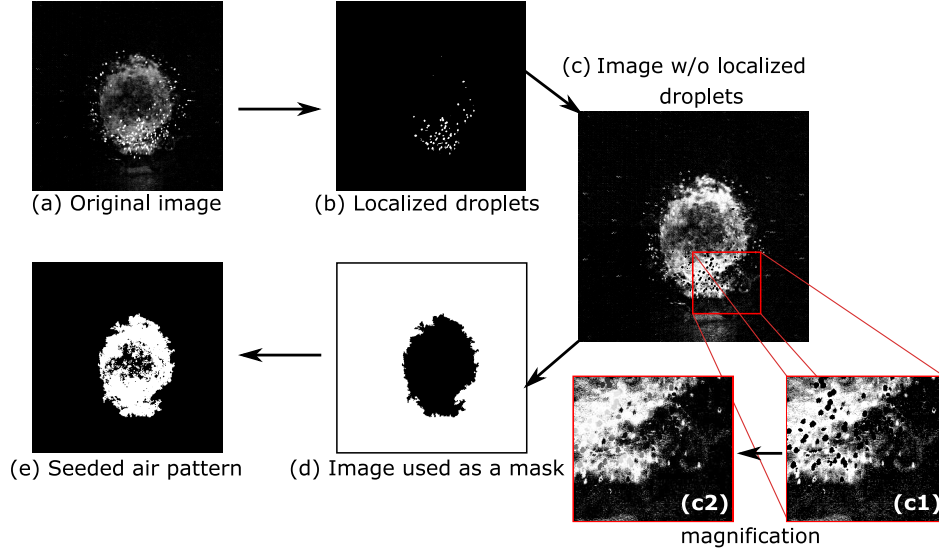 (a) Original image
(b) Localized droplets
(c) Image w/o localized
droplets
(e) Seeded air pattern
(d) Image used as a mask
(c2)
(c1)
magnification